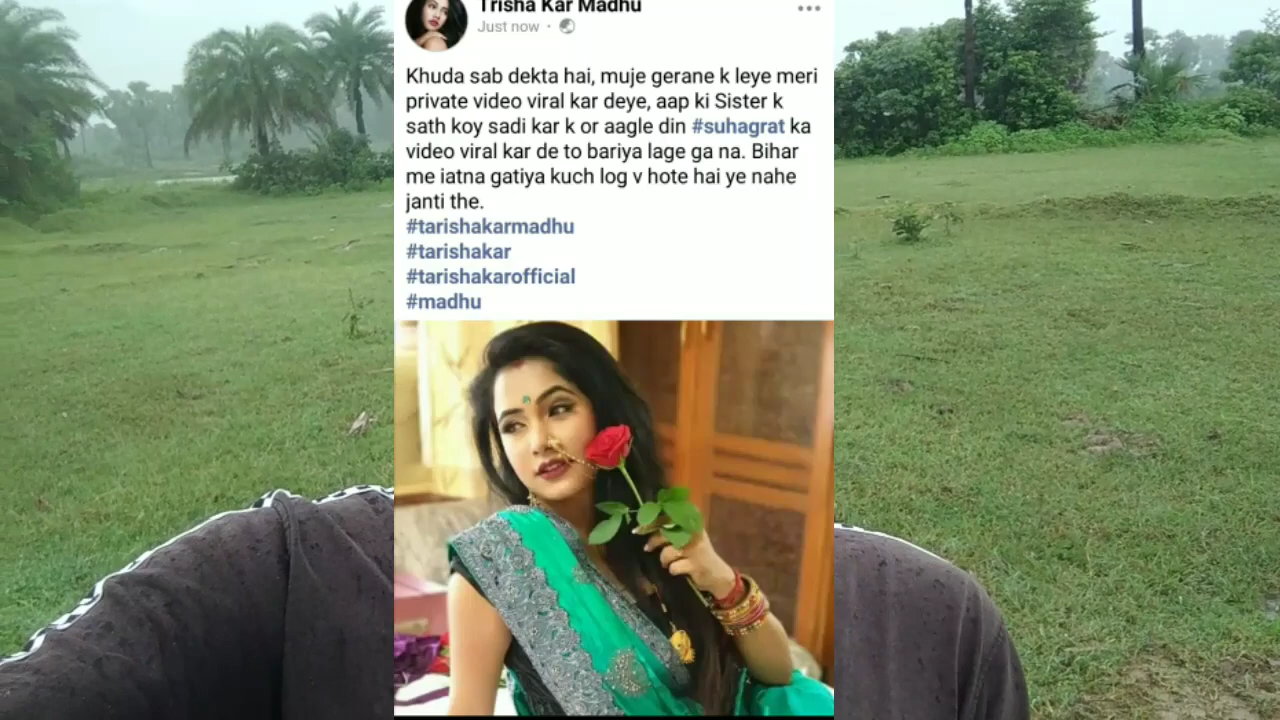 Trisha Kar Madhu
Just now
Khuda sab dekta hai, muje gerane k leye meri
private video viral kar deye, aap ki Sister k
sath koy sadi kar k or aagle din #suhagrat ka
video viral kar de to bariya lage ga na. Bihar
me iatna gatiya kuch log v hote hai ye nahe
janti the.
#tarishakarmadhu
#tarishakar
#tarishakarofficial
#madhu